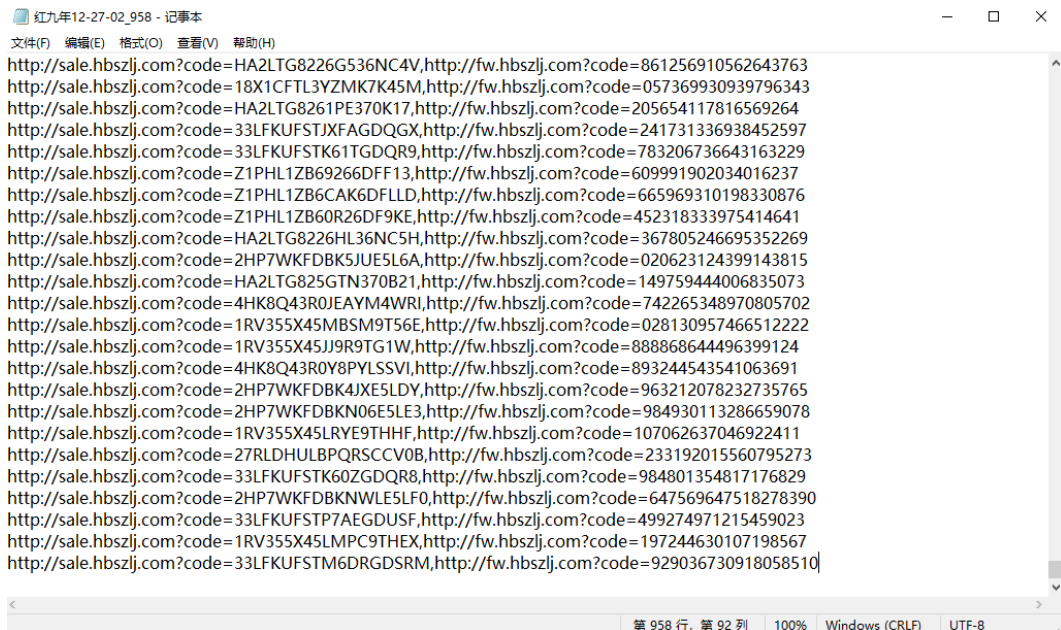 红九年12-27-02_958 - 记事本
文件(F) 编辑(E) 格式(O) 查看(V) 帮助(H)
http://sale.hbszlj.com?code=HA2LTG8226G536NC4V,http://fw.hbszlj.com?code=861256910562643763
http://sale.hbszlj.com?code=18X1CFTL3YZMK7K45M,http://fw.hbszlj.com?code=057369930939796343
http://sale.hbszlj.com?code=HA2LTG8261PE370K17,http://fw.hbszlj.com?code=205654117816569264
http://sale.hbszlj.com?code=33LFKUFSTJXFAGDQGX,http://fw.hbszlj.com?code=241731336938452597
http://sale.hbszlj.com?code=33LFKUFSTK61TGDQR9,http://fw.hbszlj.com?code=783206736643163229
http://sale.hbszlj.com?code=Z1PHL1ZB69266DFF13,http://fw.hbszlj.com?code=609991902034016237
http://sale.hbszlj.com?code=Z1PHL1ZB6CAK6DFLLD,http://fw.hbszlj.com?code=665969310198330876
http://sale.hbszlj.com?code=Z1PHL1ZB60R26DF9KE,http://fw.hbszlj.com?code=452318333975414641
http://sale.hbszlj.com?code=HA2LTG8226HL36NC5H,http://fw.hbszlj.com?code=367805246695352269
http://sale.hbszlj.com?code=2HP7WKFDBK5JUE5L6A,http://fw.hbszlj.com?code=020623124399143815
http://sale.hbszlj.com?code=HA2LTG825GTN370B21,http://fw.hbszlj.com?code=149759444006835073
http://sale.hbszlj.com?code=4HK8Q43R0JEAYM4WRI,http://fw.hbszlj.com?code=742265348970805702
http://sale.hbszlj.com?code=1RV355X45MBSM9T56E,http://fw.hbszlj.com?code=028130957466512222
http://sale.hbszlj.com?code=1RV355X45JJ9R9TG1W,http://fw.hbszlj.com?code=888868644496399124
http://sale.hbszlj.com?code=4HK8Q43R0Y8PYLSSVI,http://fw.hbszlj.com?code=893244543541063691
http://sale.hbszlj.com?code=2HP7WKFDBK4JXE5LDY,http://fw.hbszlj.com?code=963212078232735765
http://sale.hbszlj.com?code=2HP7WKFDBKN06E5LE3,http://fw.hbszlj.com?code=984930113286659078
http://sale.hbszlj.com?code=1RV355X45LRYE9THHF,http://fw.hbszlj.com?code=107062637046922411
http://sale.hbszlj.com?code=27RLDHULBPQRSCCV0B,http://fw.hbszlj.com?code=233192015560795273
http://sale.hbszlj.com?code=33LFKUFSTK60ZGDQR8,http://fw.hbszlj.com?code=984801354817176829
http://sale.hbszlj.com?code=2HP7WKFDBKNWLE5LF0,http://fw.hbszlj.com?code=647569647518278390
http://sale.hbszlj.com?code=33LFKUFSTP7AEGDUSF,http://fw.hbszlj.com?code=499274971215459023
http://sale.hbszlj.com?code=1RV355X45LMPC9THEX,http://fw.hbszlj.com?code=197244630107198567
http://sale.hbszlj.com?code=33LFKUFSTM6DRGDSRM,http://fw.hbszlj.com?code=929036730918058510
第 958 行, 第 92 列 100% Windows (CRLF) UTF-8